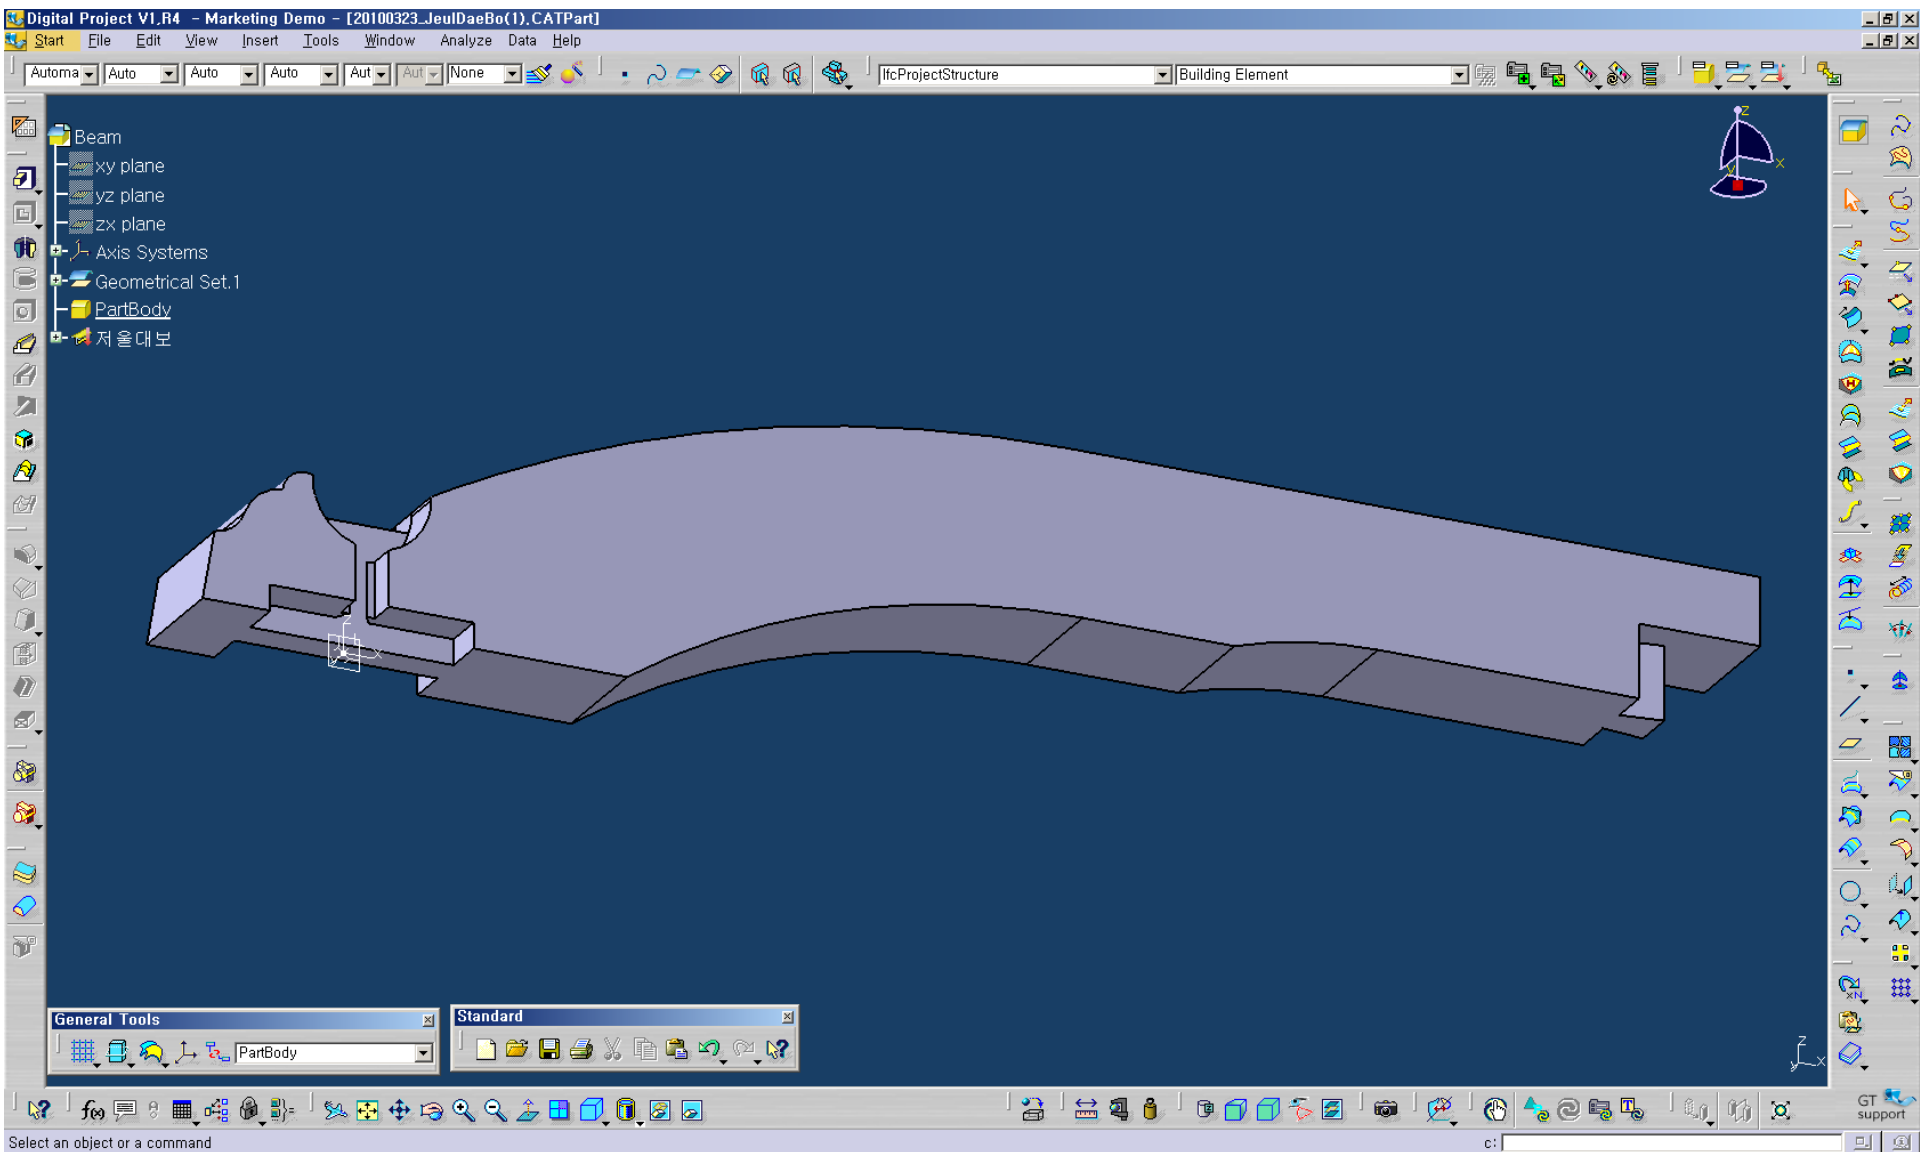 Digital Project V1,R4 - Marketing Demo - [20100323_JeulDaeBo(1),CATPart]
Start File Edit View Insert Tools Window Analyze Data Help
Automa Auto Auto Auto Aut Aut None IfcProjectStructure Building Element
Z
X
Y
Beam
xy plane
yz plane
zx plane
Axis Systems
Geometrical Set.1
PartBody
저울대보
Z
X
General Tools
PartBody
Standard
Z
X
y
GT
support
Select an object or a command
c: